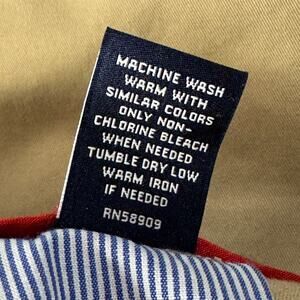 MACHINE WASH
WARM WITH
SIMILAR COLORS
ONLY NON-
CHLORINE BLEACH
WHEN NEEDED
TUMBLE DRY LOW
WARM IRON
IF NEEDED
RN58909